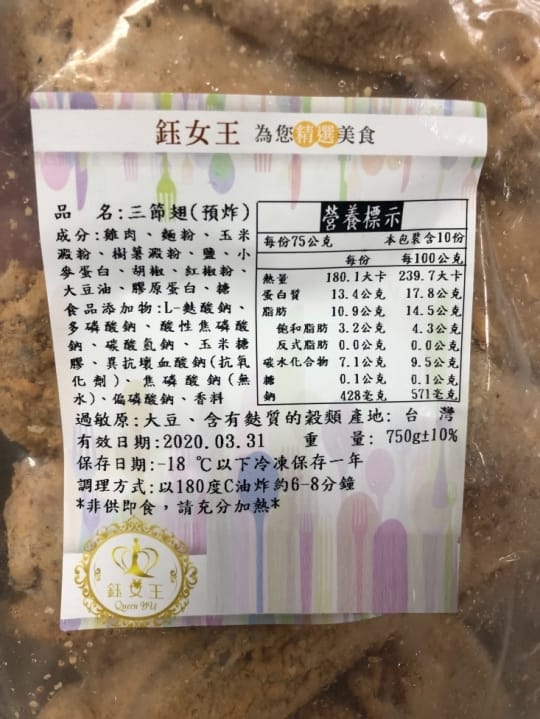 鈺女王 為您精選美食
品 名:三節翅(預炸)
成分:雞肉、麵粉、玉米
澱粉、樹薯澱粉、鹽、小
麥蛋白、胡椒、紅椒粉、
大豆油、膠原蛋白、糖
食品添加物:L-麩酸鈉、
多磷酸鈉、酸性焦磷酸
鈉、碳酸氫鈉、玉米糖
膠、異抗壞血酸鈉(抗氧
化劑)、焦磷酸鈉(無
水)、偏磷酸鈉、香料
營養標示
每份75公克 本包裝含10份
每份 每100公克
熱量 180.1大卡 239.7大卡
蛋白質 13.4公克 17.8公克
脂肪 10.9公克 14.5公克
飽和脂肪 3.2公克 4.3公克
反式脂肪 0.0公克 0.0公克
碳水化合物 7.1公克 9.5公克
糖 0.1公克 0.1公克
鈉 428毫克 571毫克
過敏原:大豆、含有麩質的穀類 產地: 台 灣
有效日期:2020.03.31 重 量: 750g±10%
保存日期:-18 ℃以下冷凍保存一年
調理方式:以180度C油炸約6-8分鐘
*非供即食，請充分加熱*
鈺女王
Queen YU